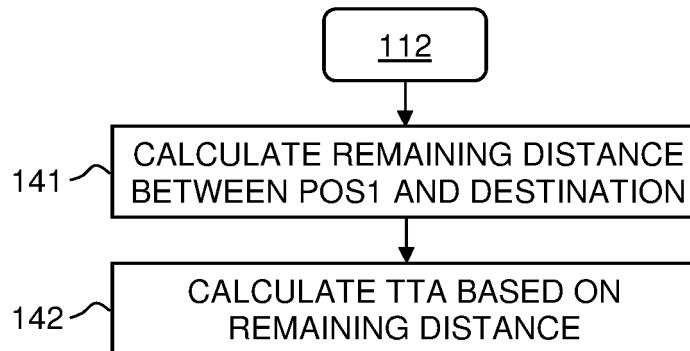 112
141
CALCULATE REMAINING DISTANCE
BETWEEN POS1 AND DESTINATION
142
CALCULATE TTA BASED ON
REMAINING DISTANCE